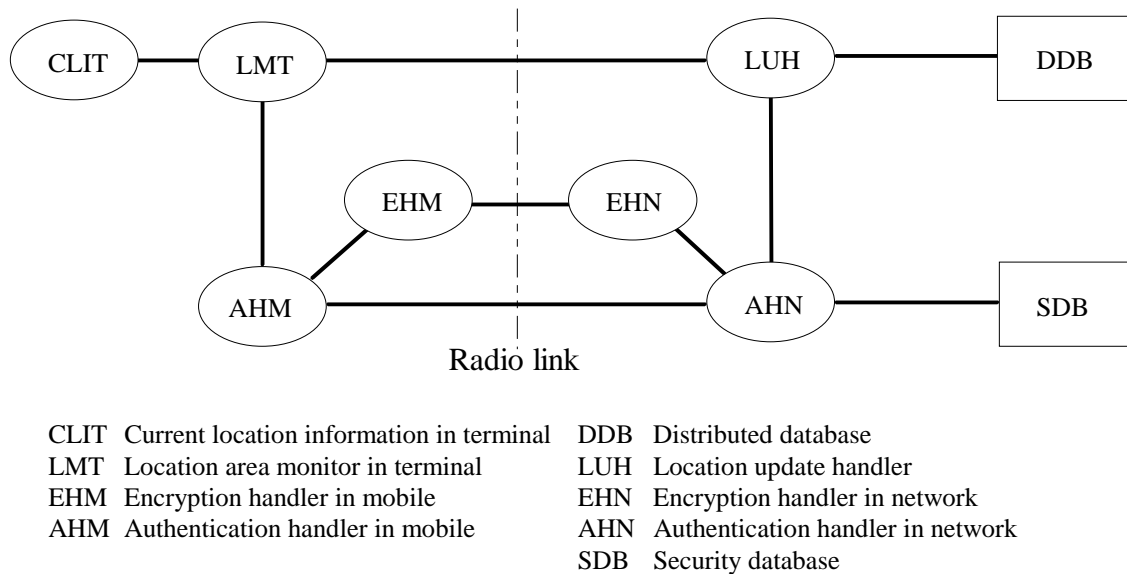 CLIT LMT LUH DDB
EHM EHN
AHM AHN SDB
Radio link
CLIT Current location information in terminal DDB Distributed database
LMT Location area monitor in terminal LUH Location update handler
EHM Encryption handler in mobile EHN Encryption handler in network
AHM Authentication handler in mobile AHN Authentication handler in network
SDB Security database